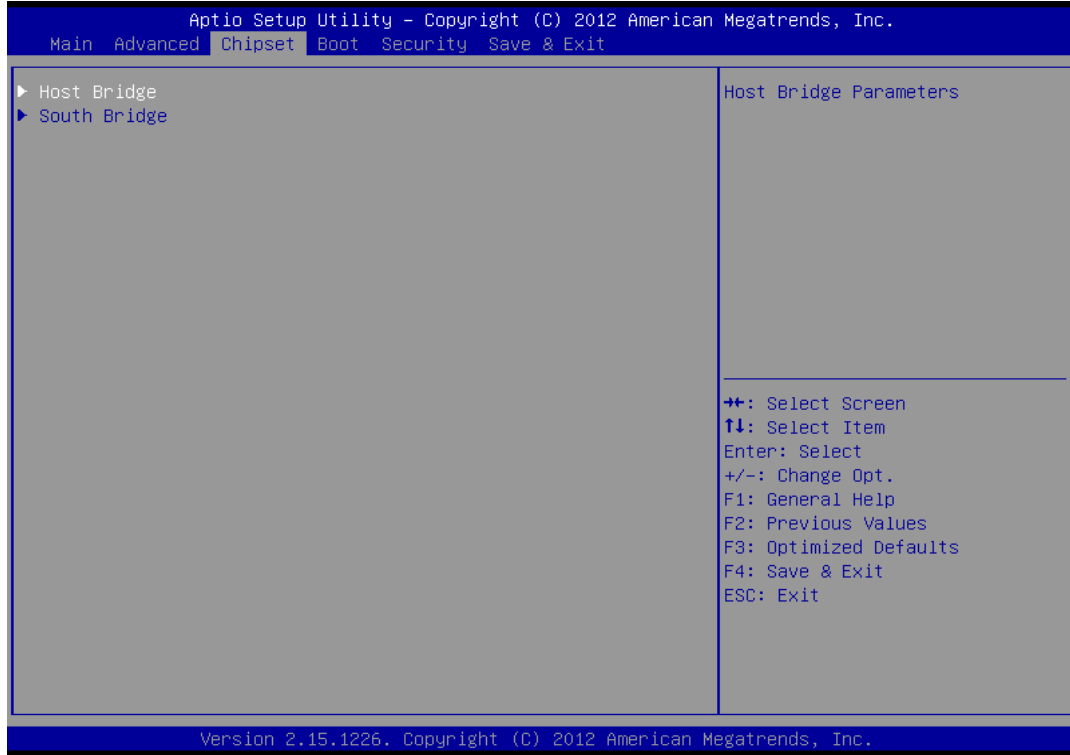 Aptio Setup Utility – Copyright (C) 2012 American Megatrends, Inc.
Main Advanced Chipset Boot Security Save & Exit
▶ Host Bridge
▶ South Bridge
Host Bridge Parameters
→←: Select Screen
↑↓: Select Item
Enter: Select
+/-: Change Opt.
F1: General Help
F2: Previous Values
F3: Optimized Defaults
F4: Save & Exit
ESC: Exit
Version 2.15.1226. Copyright (C) 2012 American Megatrends, Inc.